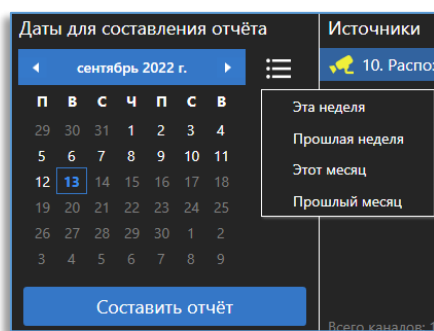 Даты для составления отчёта
Источники
сентябрь 2022 г.
10. Распо
П В С Ч П С В
29 30 31 1 2 3 4
5 6 7 8 9 10 11
12 13 14 15 16 17 18
19 20 21 22 23 24 25
26 27 28 29 30 1 2
3 4 5 6 7 8 9
Эта неделя
Прошлая неделя
Этот месяц
Прошлый месяц
Составить отчёт
Всего каналов: 1